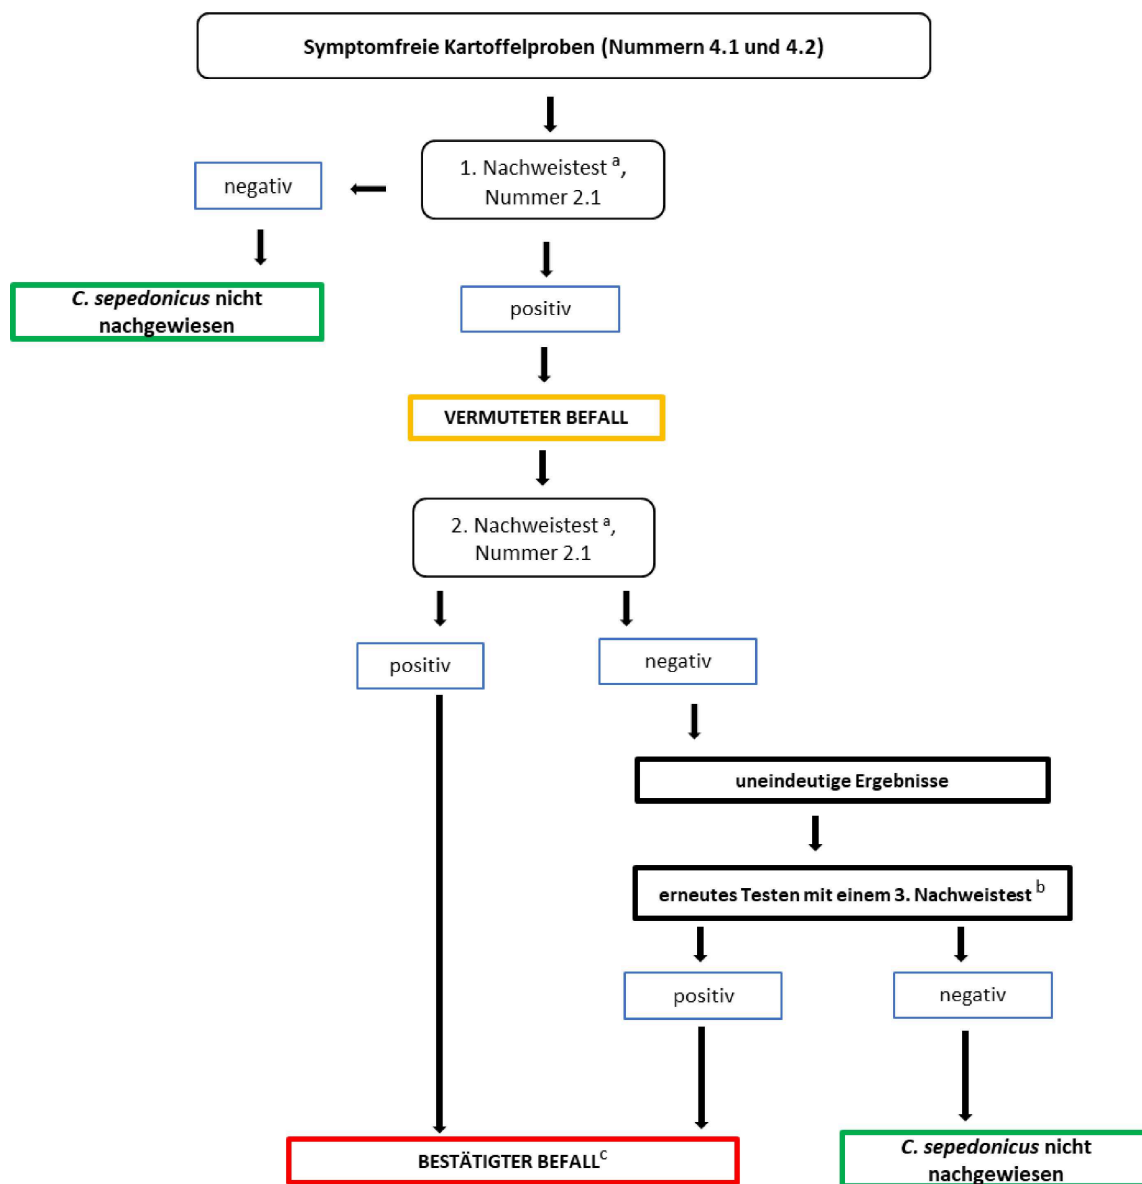 Symptomfreie Kartoffelproben (Nummern 4.1 und 4.2)
1. Nachweistest a,
Nummer 2.1
negativ
C. sepedonicus nicht
nachgewiesen
positiv
VERMUTETER BEFALL
2. Nachweistest a,
Nummer 2.1
positiv
negativ
uneindeutige Ergebnisse
erneutes Testen mit einem 3. Nachweistest b
positiv
negativ
BESTÄTIGTER BEFALLc
C. sepedonicus nicht
nachgewiesen